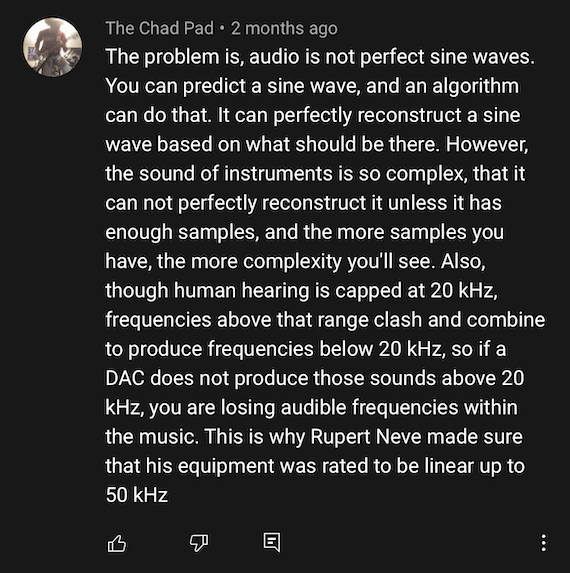 The Chad Pad • 2 months ago
The problem is, audio is not perfect sine waves.
You can predict a sine wave, and an algorithm
can do that. It can perfectly reconstruct a sine
wave based on what should be there. However,
the sound of instruments is so complex, that it
can not perfectly reconstruct it unless it has
enough samples, and the more samples you
have, the more complexity you'll see. Also,
though human hearing is capped at 20 kHz,
frequencies above that range clash and combine
to produce frequencies below 20 kHz, so if a
DAC does not produce those sounds above 20
kHz, you are losing audible frequencies within
the music. This is why Rupert Neve made sure
that his equipment was rated to be linear up to
50 kHz